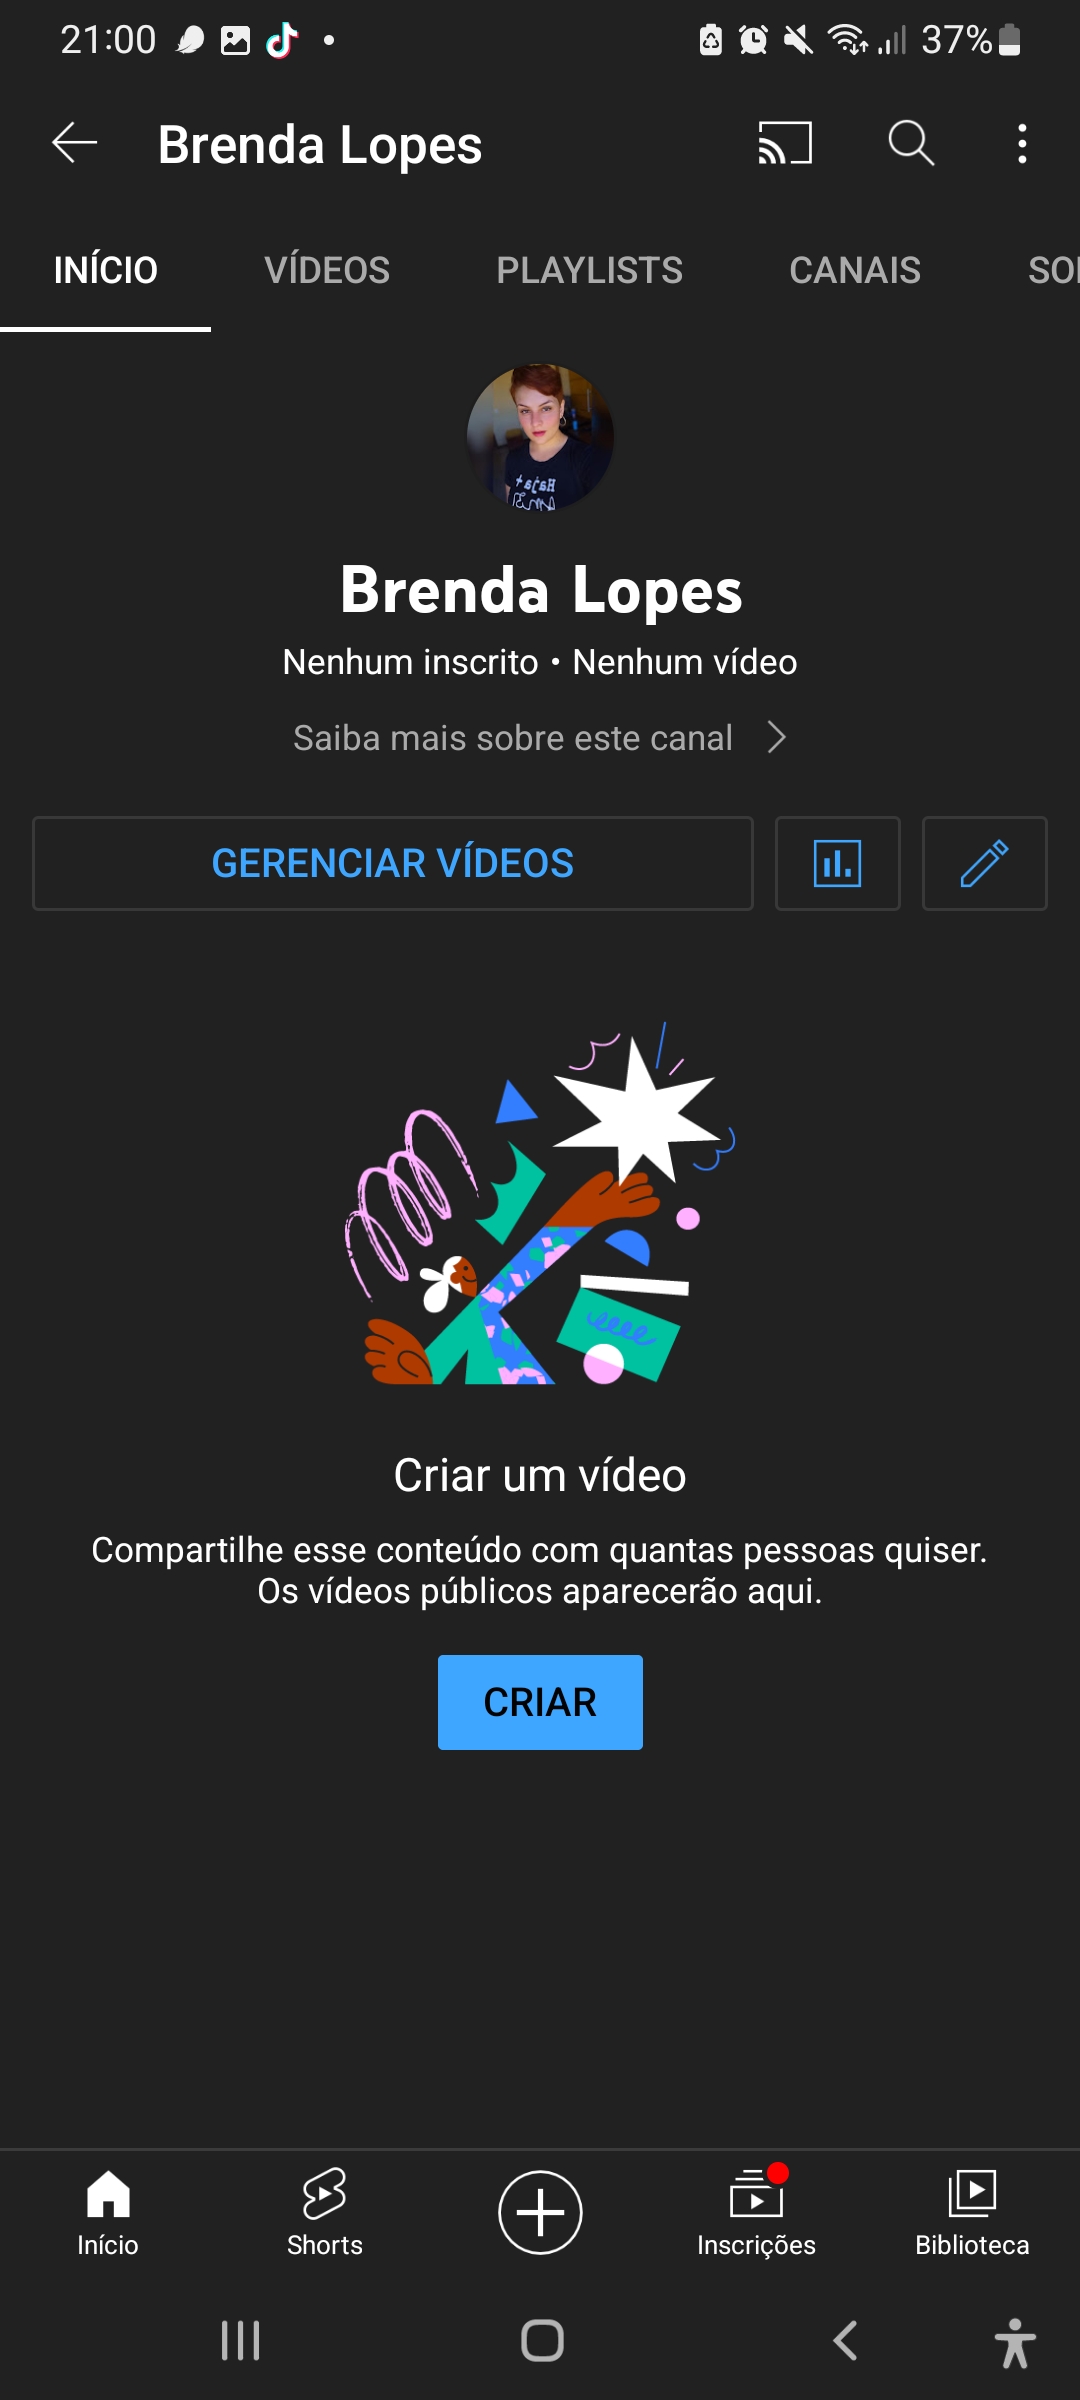 21:00 37%
Brenda Lopes
INÍCIO VÍDEOS PLAYLISTS CANAIS
Brenda Lopes
Nenhum inscrito • Nenhum vídeo
Saiba mais sobre este canal
GERENCIAR VÍDEOS
Criar um vídeo
Compartilhe esse conteúdo com quantas pessoas quiser.
Os vídeos públicos aparecerão aqui.
CRIAR
Início Shorts Inscrições Biblioteca